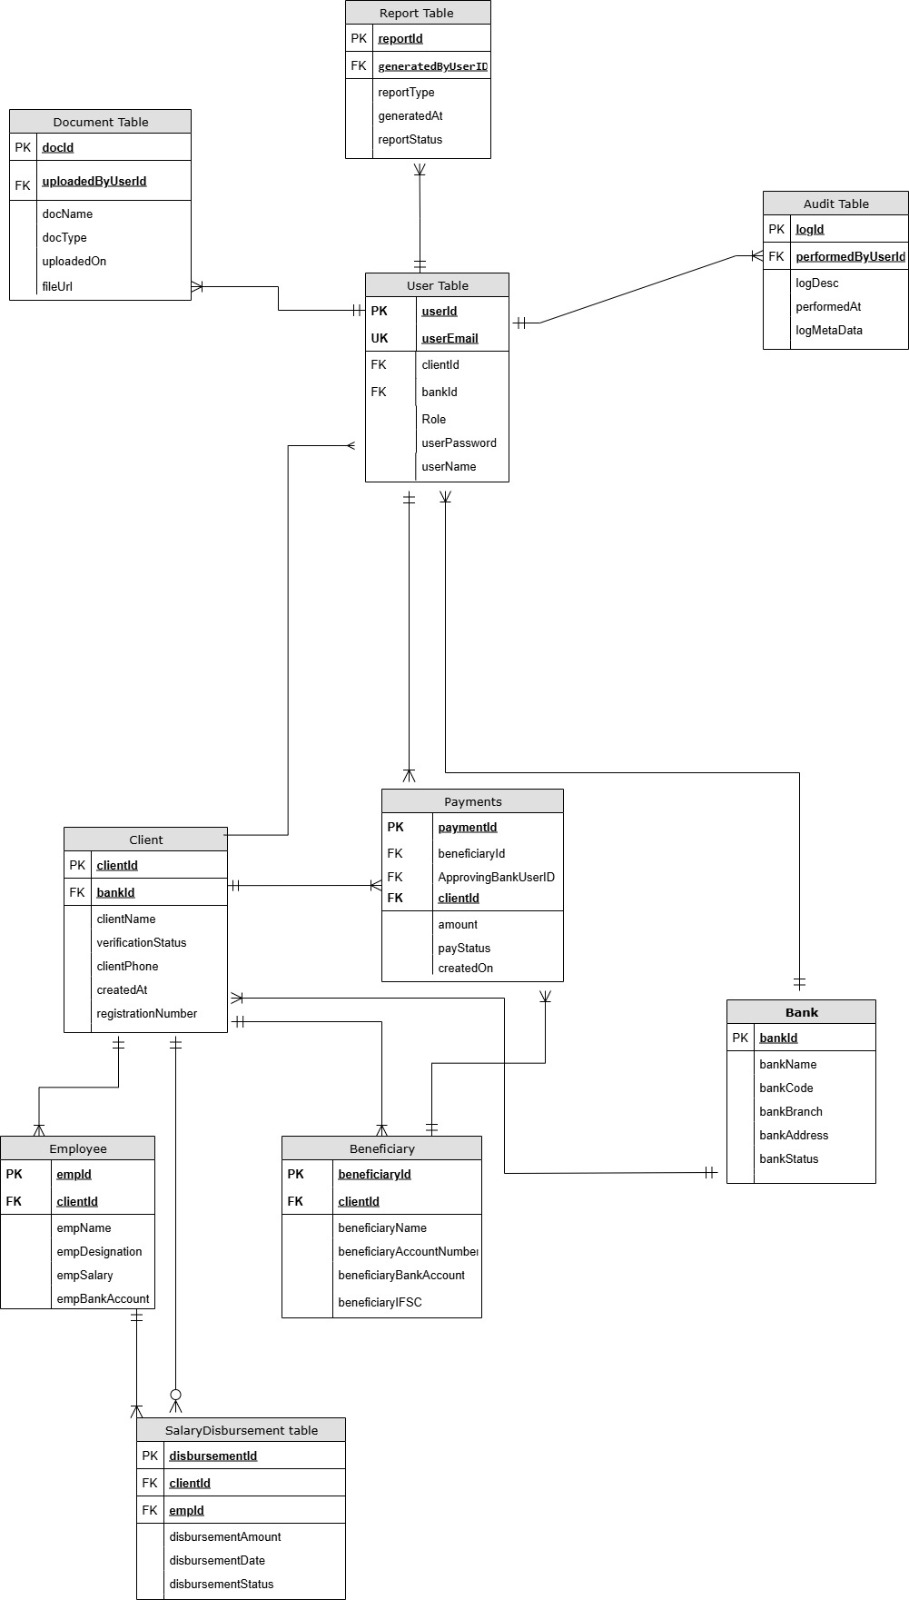 Report Table
PK reportId
FK generatedByUserID
reportType
generatedAt
reportStatus
Document Table
PK docId
FK uploadedByUserId
docName
docType
uploadedOn
fileUrl
Audit Table
PK logId
FK performedByUserId
logDesc
performedAt
logMetaData
User Table
PK userId
UK userEmail
FK clientId
FK bankId
Role
userPassword
userName
Payments
PK paymentId
FK beneficiaryId
FK ApprovingBankUserID
FK clientId
amount
payStatus
createdOn
Client
PK clientId
FK bankId
clientName
verificationStatus
clientPhone
createdAt
registrationNumber
Bank
PK bankId
bankName
bankCode
bankBranch
bankAddress
bankStatus
Employee
PK empId
FK clientId
empName
empDesignation
empSalary
empBankAccount
Beneficiary
PK beneficiaryId
FK clientId
beneficiaryName
beneficiaryAccountNumber
beneficiaryBankAccount
beneficiaryIFSC
SalaryDisbursement table
PK disbursementId
FK clientId
FK empId
disbursementAmount
disbursementDate
disbursementStatus